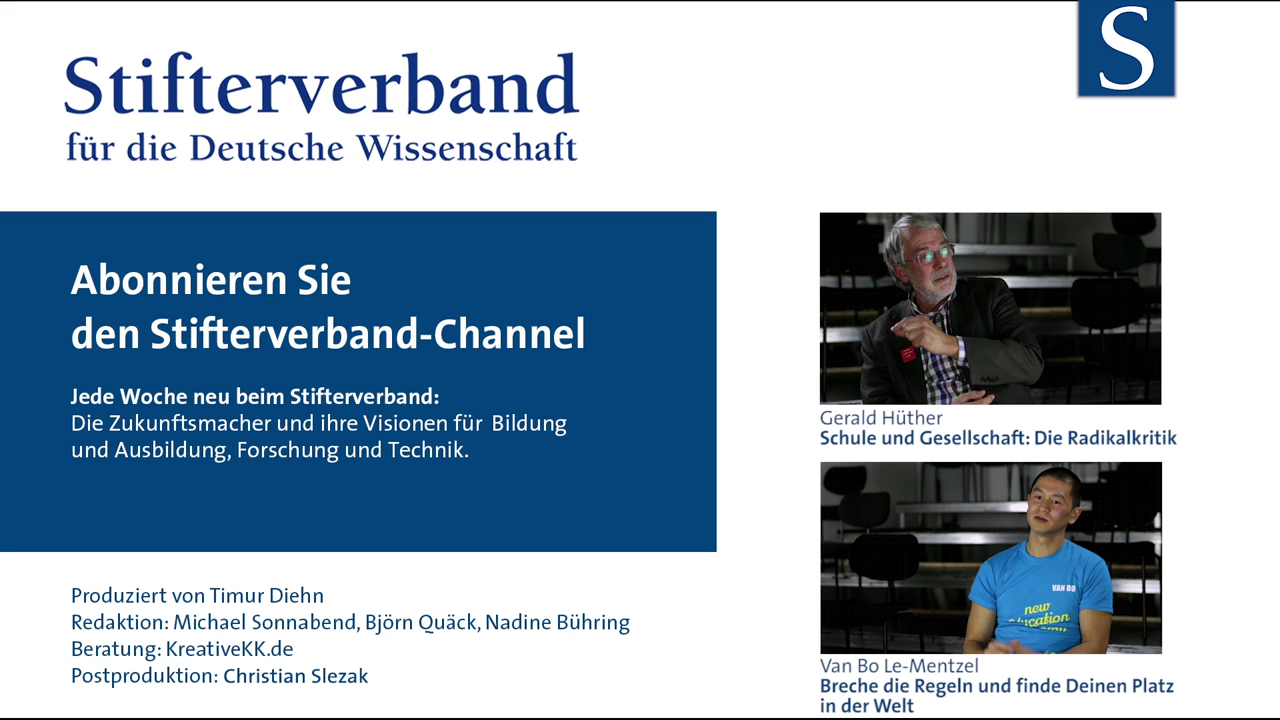 Stifterverband
für die Deutsche Wissenschaft
S
Abonnieren Sie
den Stifterverband-Channel
Jede Woche neu beim Stifterverband:
Die Zukunftsmacher und ihre Visionen für Bildung
und Ausbildung, Forschung und Technik.
Produziert von Timur Diehn
Redaktion: Michael Sonnabend, Björn Quäck, Nadine Bühring
Beratung: KreativeKK.de
Postproduktion: Christian Slezak
Gerald Hüther
Schule und Gesellschaft: Die Radikalkritik
VAN BO
new
Van Bo Le-Mentzel
Breche die Regeln und finde Deinen Platz
in der Welt